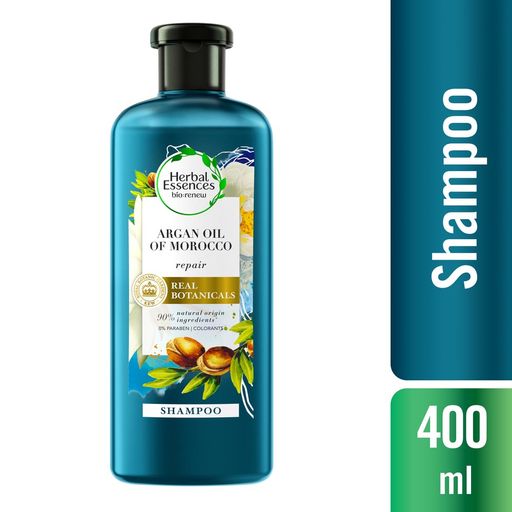 Herbal
Essences
bio:renew
ARGAN OIL
OF MOROCCO
repair
REAL
BOTANICALS
90% natural origin
ingredients*
0% PARABEN | COLORANTS
SHAMPOO
Shampoo
400
ml